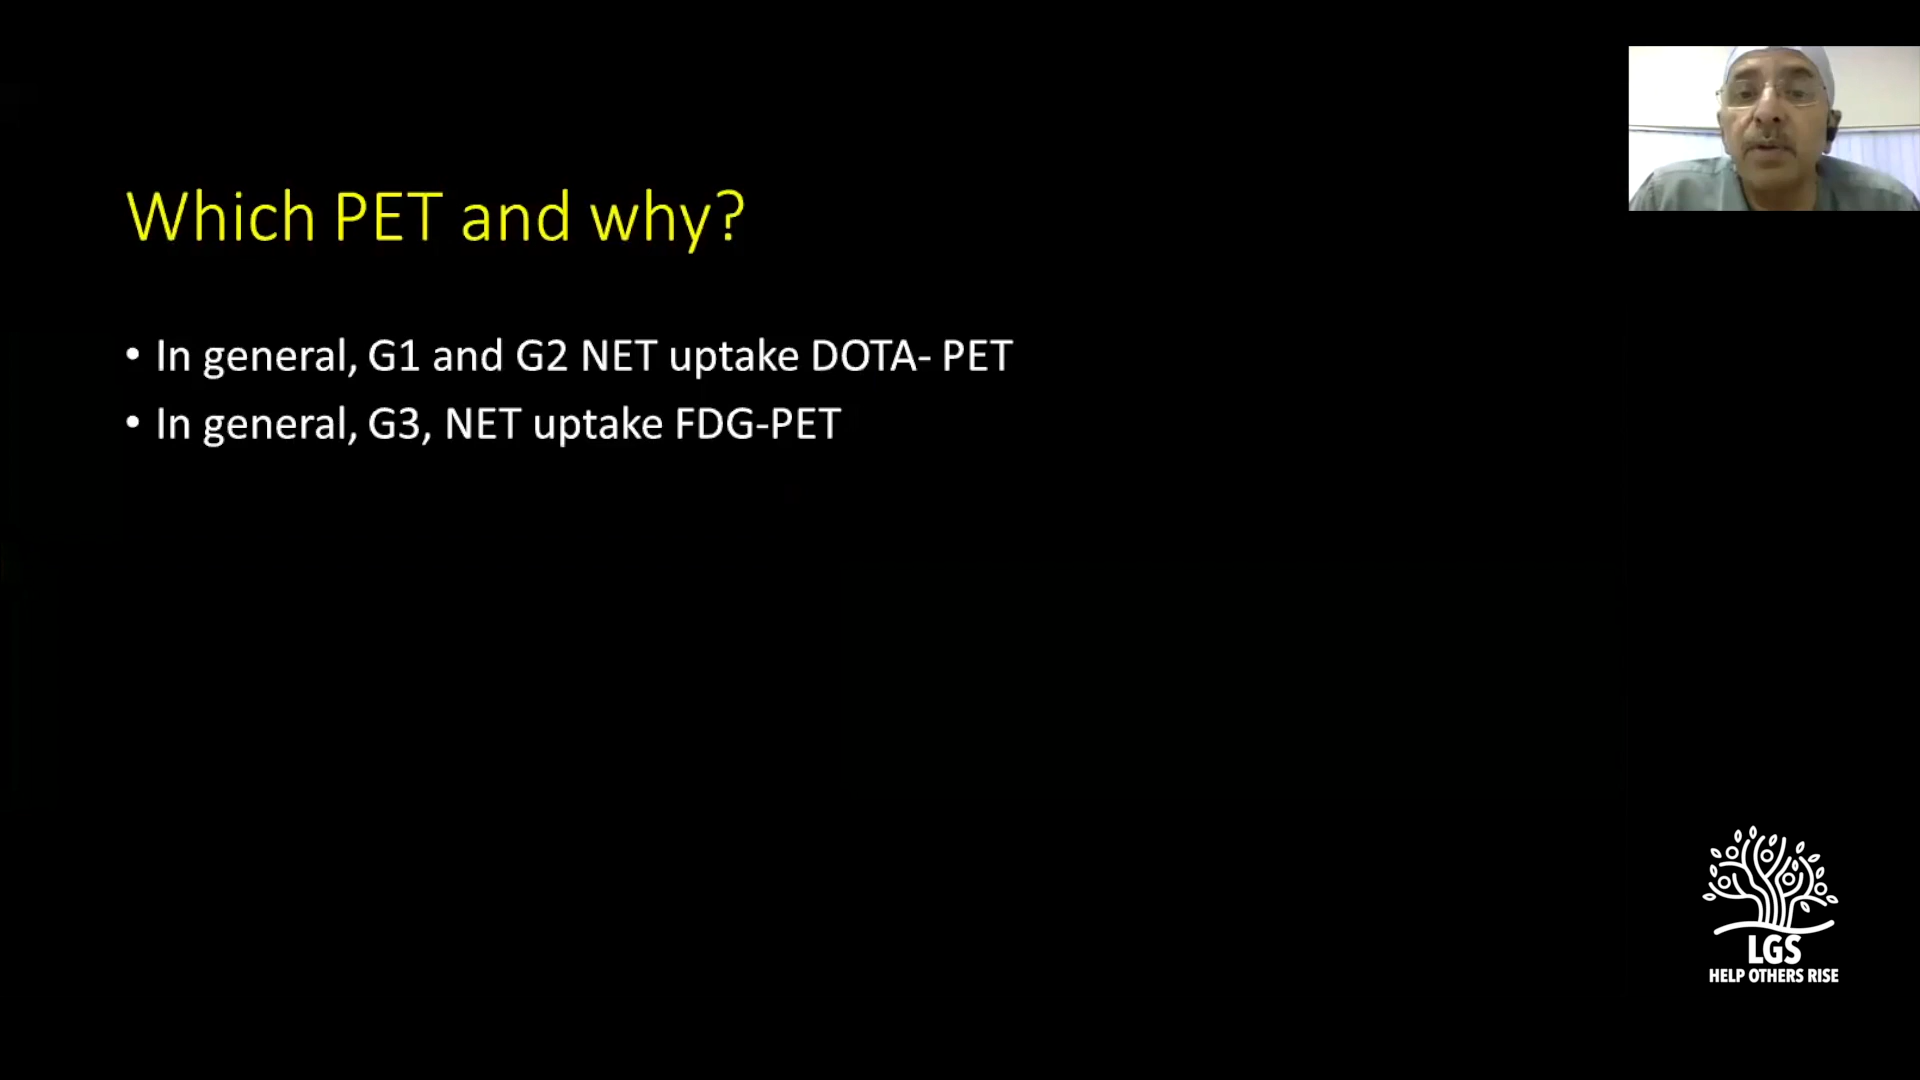 Which PET and why?
• In general, G1 and G2 NET uptake DOTA- PET
• In general, G3, NET uptake FDG-PET
LGS
HELP OTHERS RISE